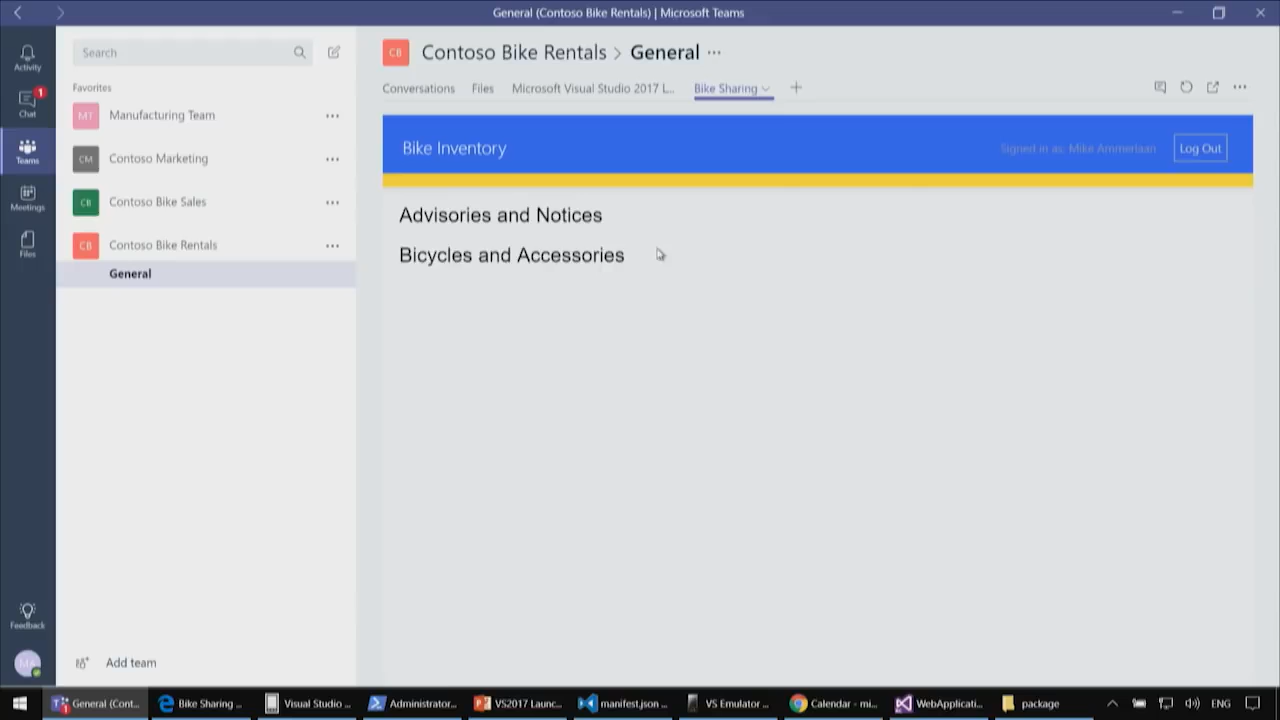 General (Contoso Bike Rentals) | Microsoft Teams
Activity
Chat
1
Teams
Meetings
Files
Feedback
Search
Favorites
MT Manufacturing Team ...
CM Contoso Marketing ...
CB Contoso Bike Sales ...
CB Contoso Bike Rentals ...
General
Add team
CB Contoso Bike Rentals > General ...
Conversations Files Microsoft Visual Studio 2017 L... Bike Sharing +
Bike Inventory Signed in as: Mike Ammerlaan Log Out
Advisories and Notices
Bicycles and Accessories
General (Cont... Bike Sharing ... Visual Studio ... Administrator... VS2017 Launc... manifest.json ... VS Emulator ... Calendar - mi... WebApplicati... package ENG